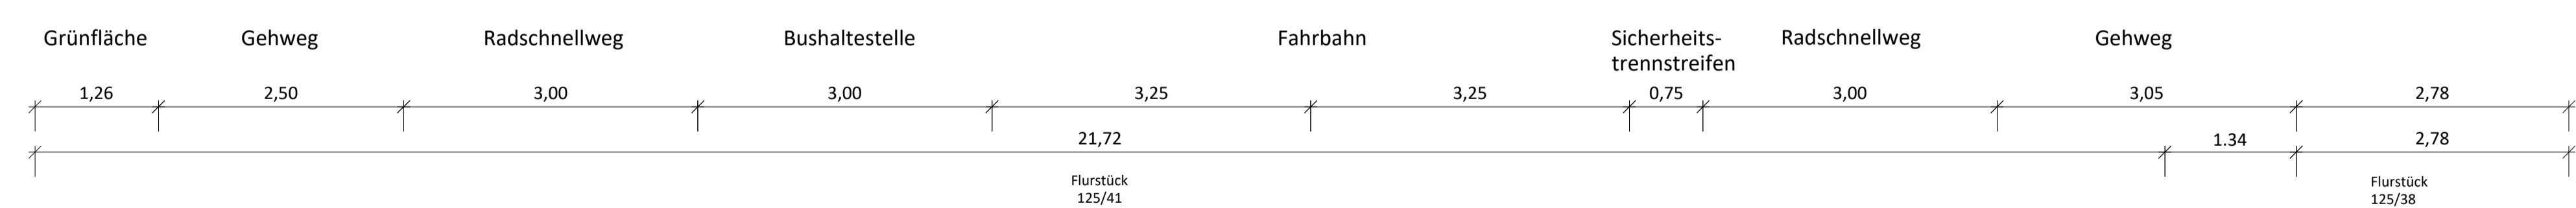 Grünfläche Gehweg Radschnellweg Bushaltestelle Fahrbahn Sicherheits- Radschnellweg Gehweg
trennstreifen
1,26 2,50 3,00 3,00 3,25 3,25 0,75 3,00 3,05 2,78
21,72 1.34 2,78
Flurstück Flurstück
125/41 125/38